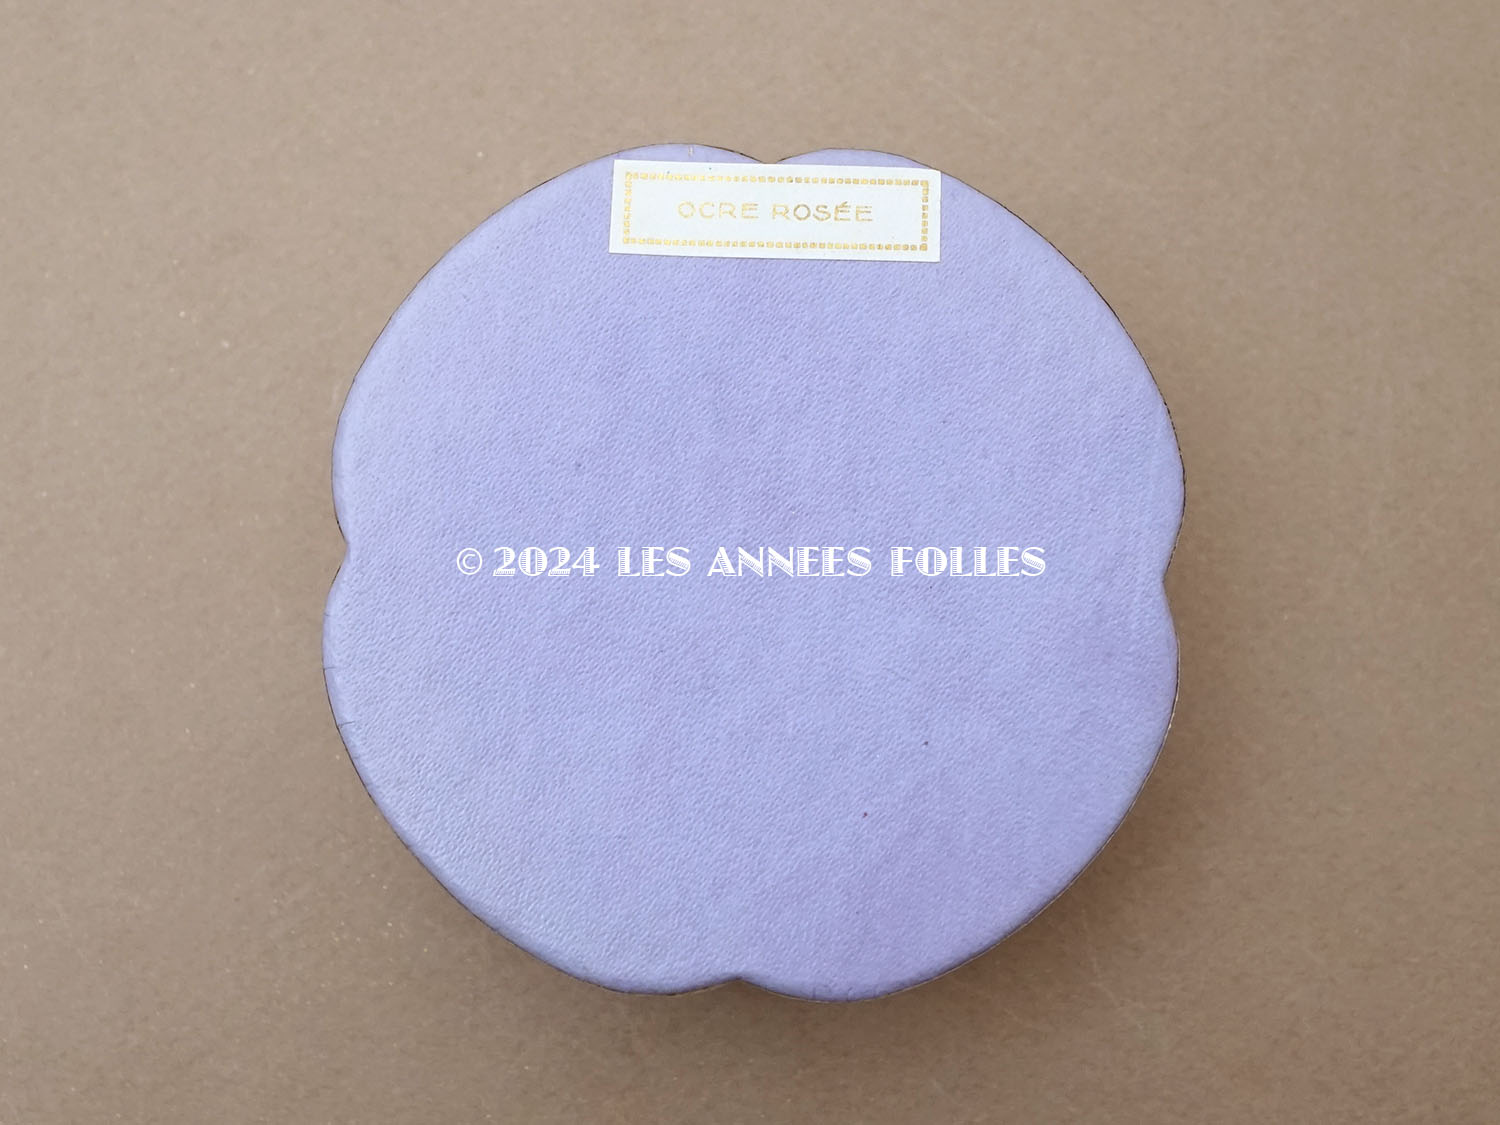 OCRE ROSÉE
© 2024 LES ANNEES FOLLES